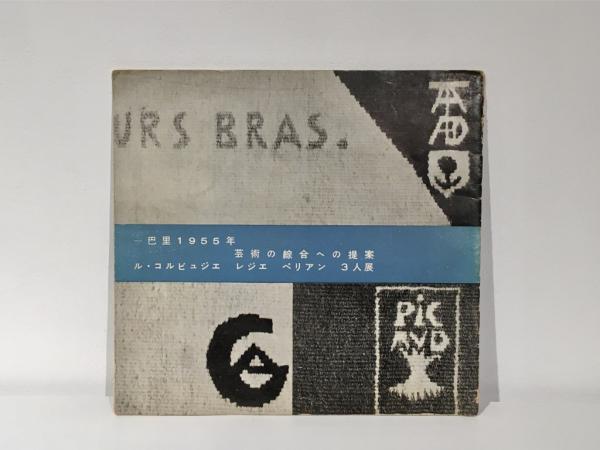 URS BRAS.
巴里1955年
芸術の綜合への提案
ル・コルビュジエ レジエ ペリアン 3人展
PiC
AND